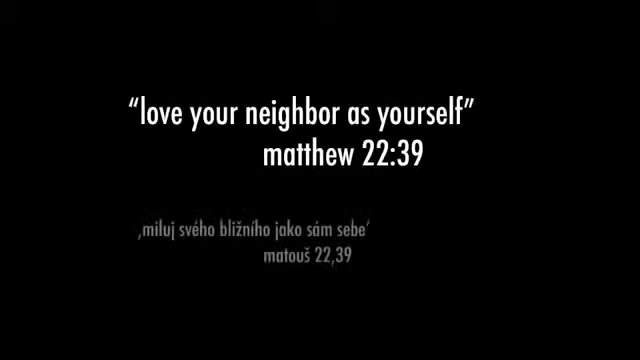 “love your neighbor as yourself”
matthew 22:39
‚miluj svého bližního jako sám sebe‘
matouš 22,39